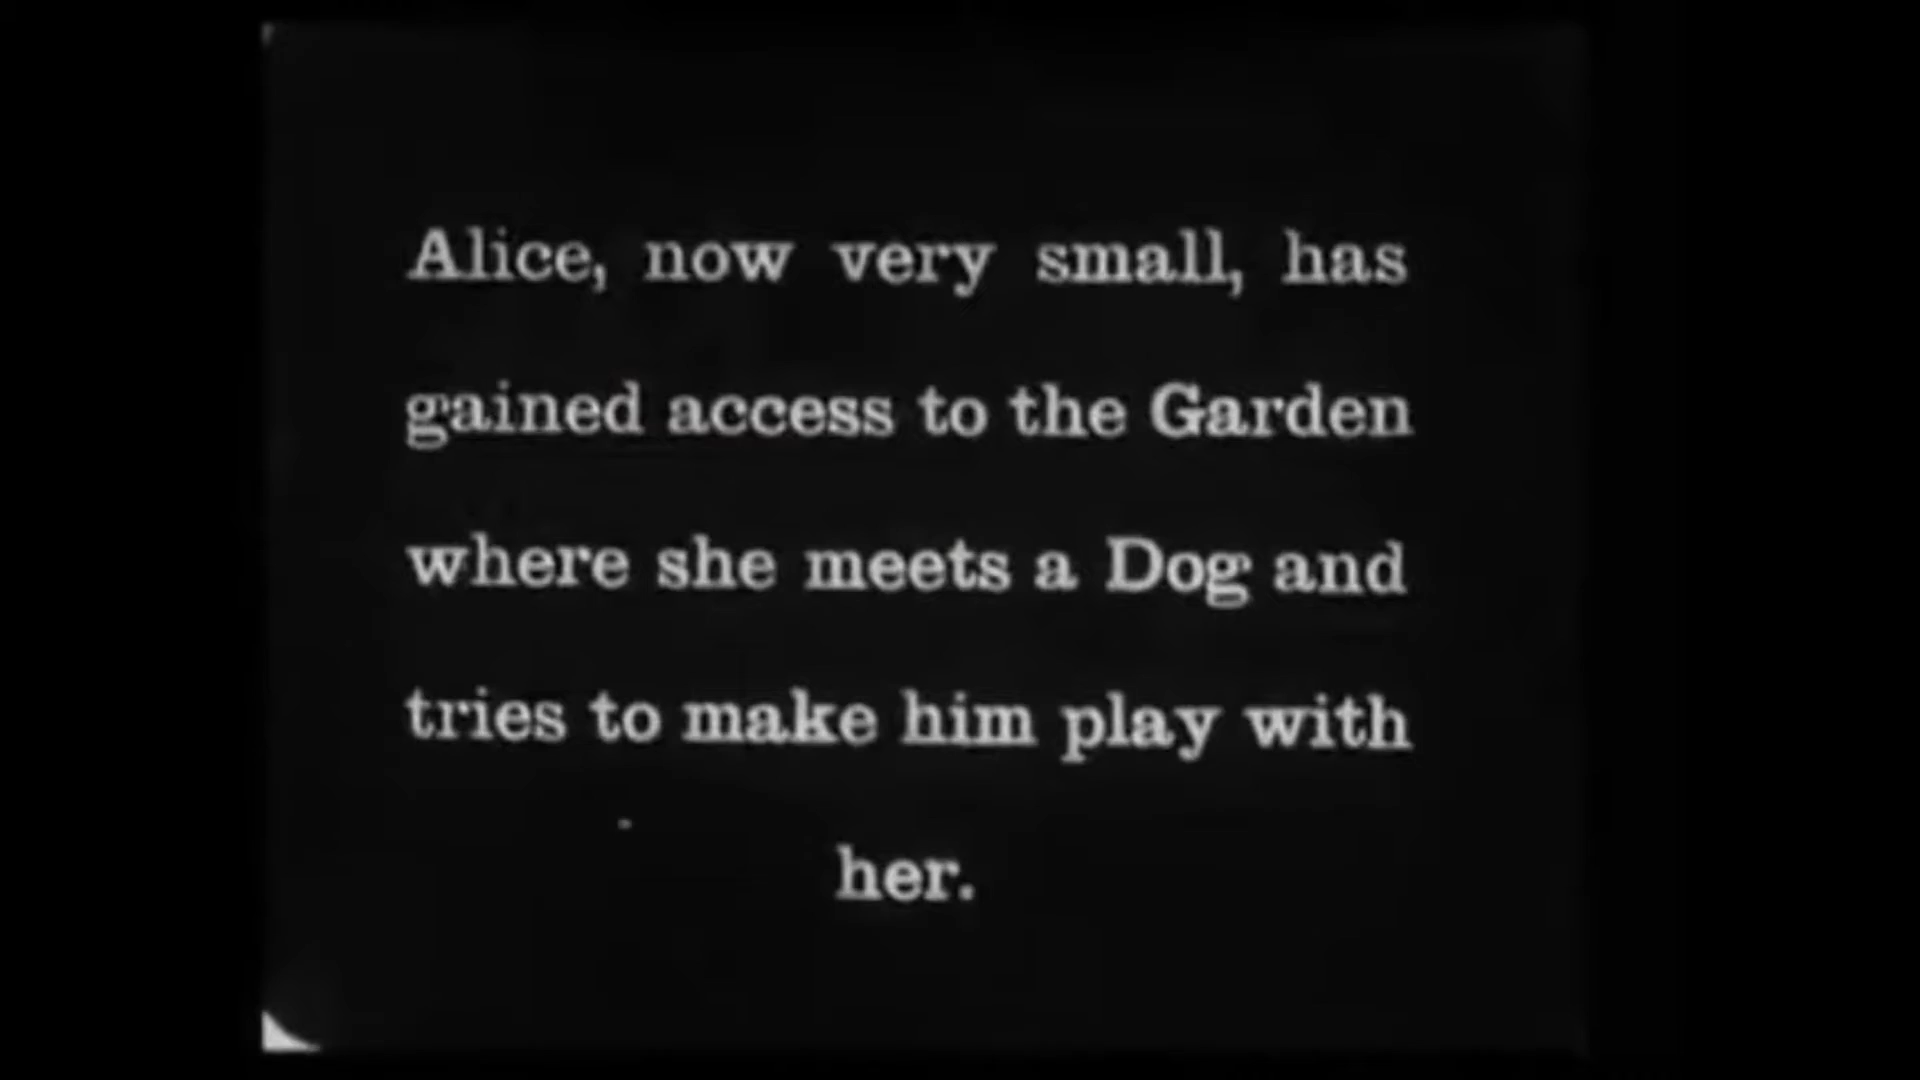 Alice, now very small, has
gained access to the Garden
where she meets a Dog and
tries to make him play with
her.